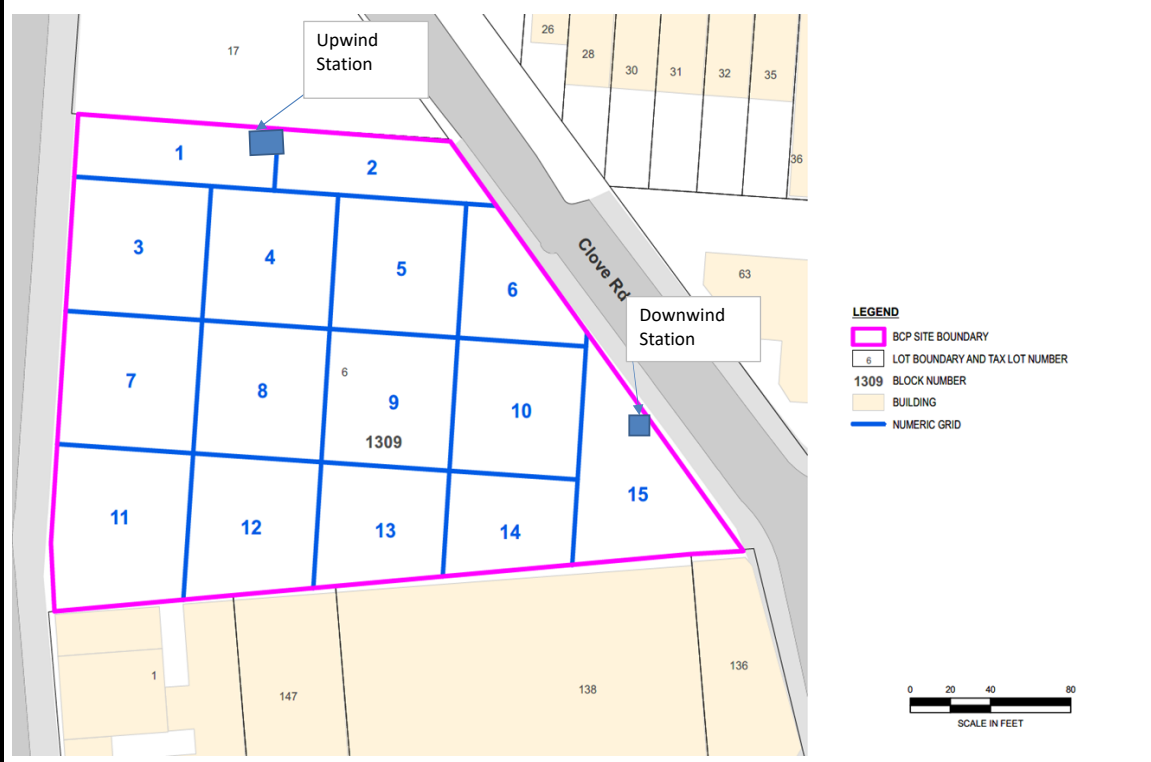 17
Upwind
Station
26
28
30
31
32
35
36
1
2
3
4
5
6
Clove Rd
63
Downwind
Station
7
8
6
9
10
1309
11
12
13
14
15
1
147
138
136
LEGEND
BCP SITE BOUNDARY
6 LOT BOUNDARY AND TAX LOT NUMBER
1309 BLOCK NUMBER
BUILDING
NUMERIC GRID
0 20 40 80
SCALE IN FEET